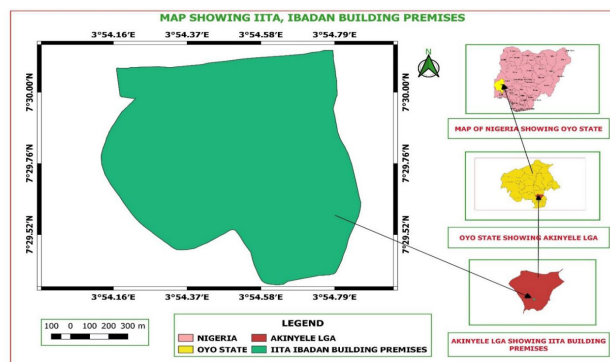 MAP SHOWING IITA, IBADAN BUILDING PREMISES
3°54.16'E 3°54.37'E 3°54.58'E 3°54.79'E
N
7°30.00'N 7°30.00'N
7°29.76'N 7°29.76'N
7°29.52'N 7°29.52'N
3°54.16'E 3°54.37'E 3°54.58'E 3°54.79'E
MAP OF NIGERIA SHOWING OYO STATE
OYO STATE SHOWING AKINYELE LGA
AKINYELE LGA SHOWING IITA BUILDING
PREMISES
100 0 100 200 300 m
LEGEND
NIGERIA AKINYELE LGA
OYO STATE IITA IBADAN BUILDING PREMISES